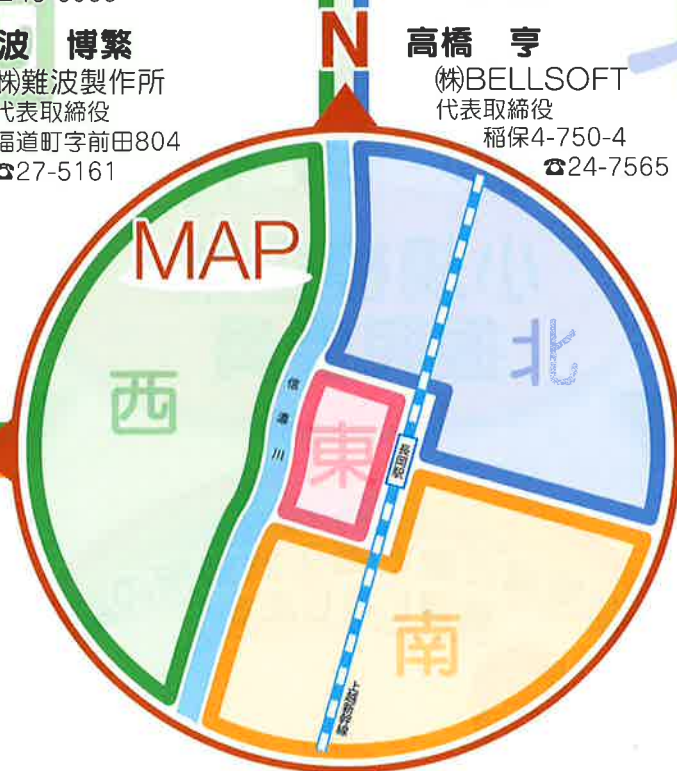 波 博繁
㈱難波製作所
代表取締役
福道町字前田804
☎27-5161
N
高橋 亨
㈱BELLSOFT
代表取締役
稲保4-750-4
☎24-7565
MAP
西
北
信濃川
東
長岡駅
南
上越新幹線